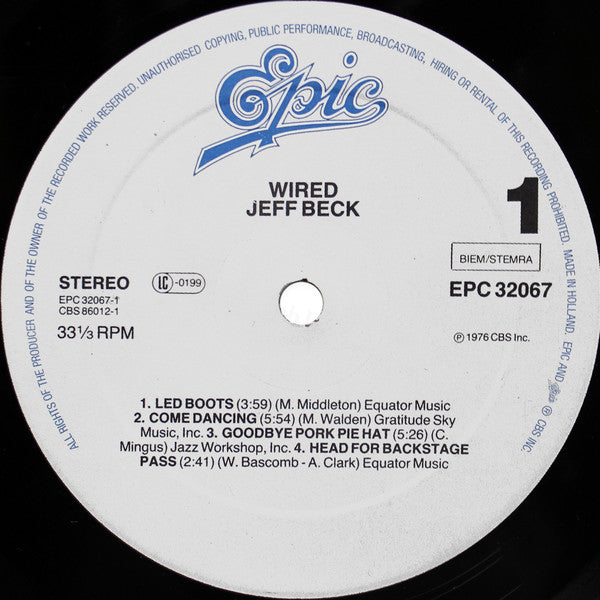 ALL RIGHTS OF THE PRODUCER AND OF THE OWNER OF THE RECORDED WORK RESERVED. UNAUTHORISED COPYING, PUBLIC PERFORMANCE, BROADCASTING, HIRING OR RENTAL OF THIS RECORDING PROHIBITED. MADE IN HOLLAND. EPIC AND Epic ® CBS INC.
Epic
WIRED
JEFF BECK
1
BIEM/STEMRA
STEREO LC-0199
EPC 32067
EPC 32067-1
CBS 86012-1
33 1/3 RPM
℗ 1976 CBS Inc.
1. LED BOOTS (3:59) (M. Middleton) Equator Music
2. COME DANCING (5:54) (M. Walden) Gratitude Sky
Music, Inc. 3. GOODBYE PORK PIE HAT (5:26) (C.
Mingus) Jazz Workshop, Inc. 4. HEAD FOR BACKSTAGE
PASS (2:41) (W. Bascomb - A. Clark) Equator Music